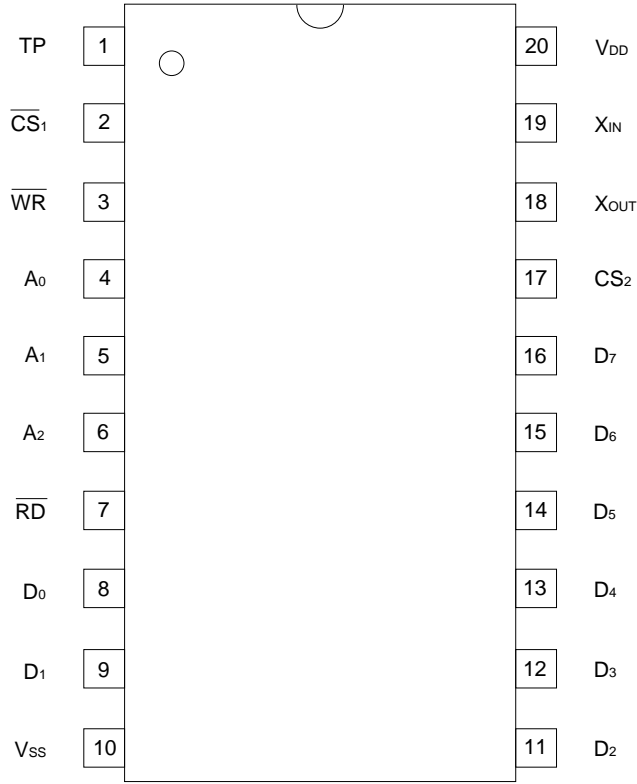 TP 1 20 VDD
CS1 2 19 XIN
WR 3 18 XOUT
A0 4 17 CS2
A1 5 16 D7
A2 6 15 D6
RD 7 14 D5
D0 8 13 D4
D1 9 12 D3
VSS 10 11 D2